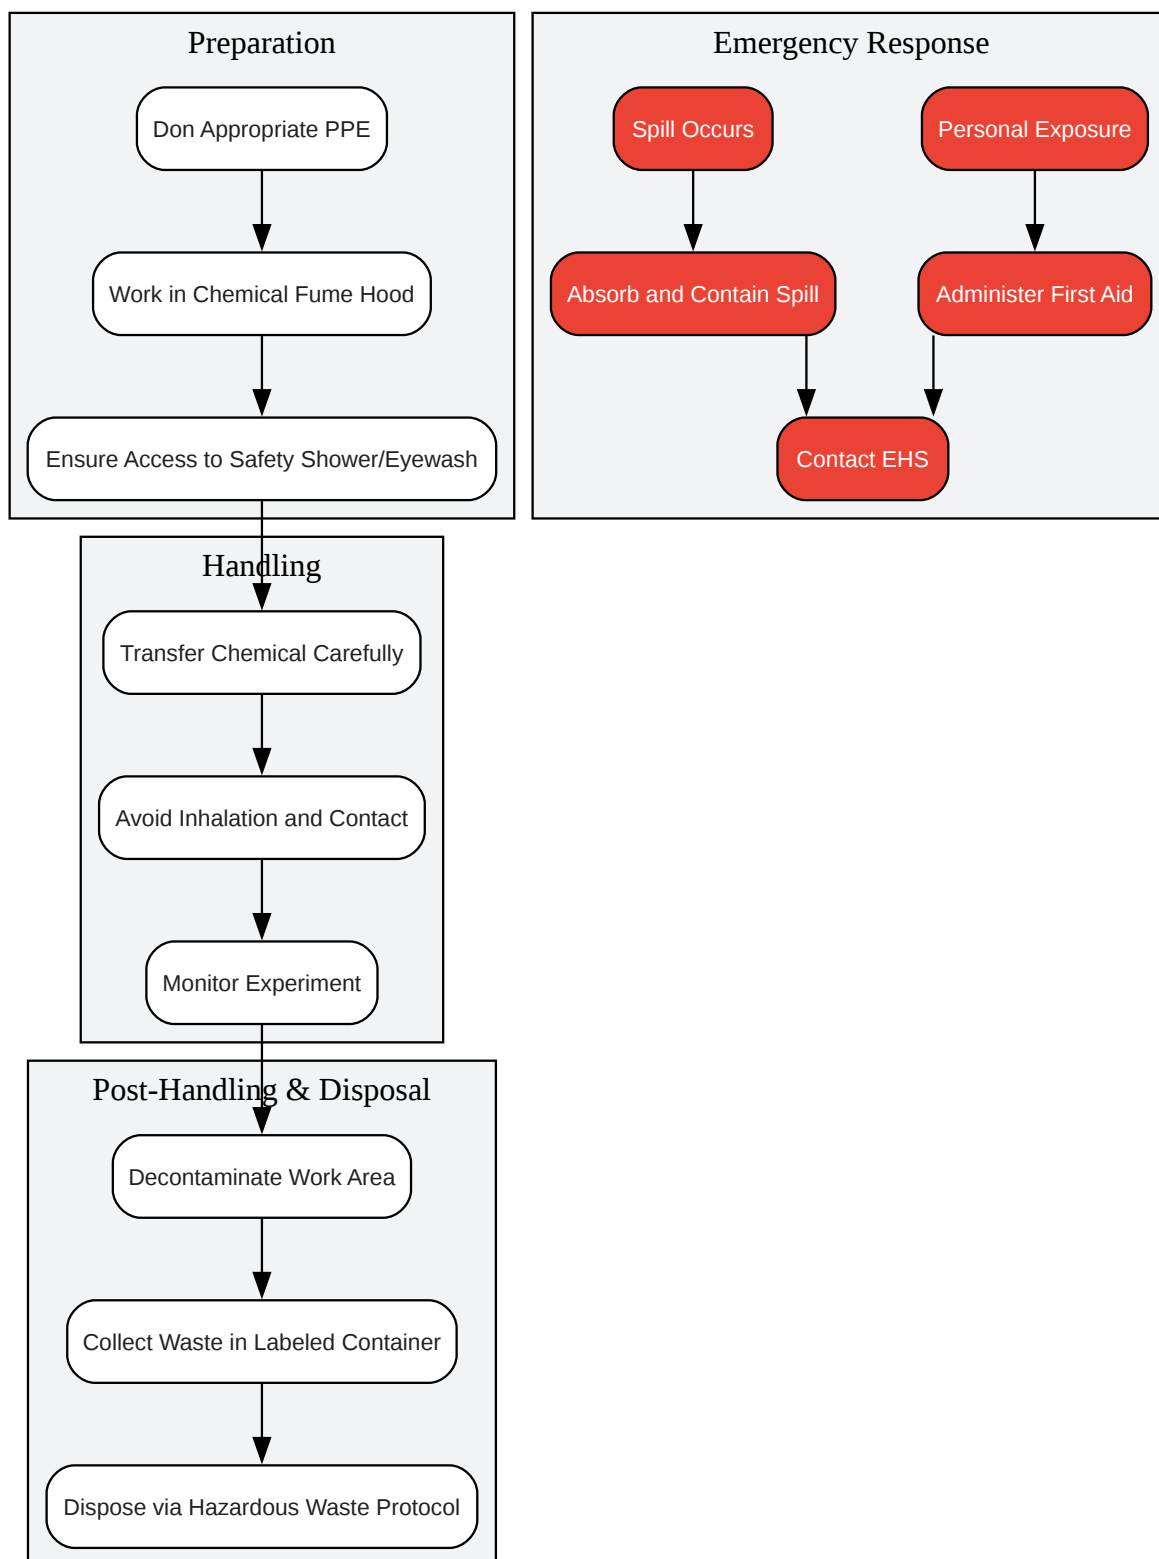 Preparation
Don Appropriate PPE
Work in Chemical Fume Hood
Ensure Access to Safety Shower/Eyewash
Emergency Response
Spill Occurs
Personal Exposure
Absorb and Contain Spill
Administer First Aid
Contact EHS
Handling
Transfer Chemical Carefully
Avoid Inhalation and Contact
Monitor Experiment
Post-Handling & Disposal
Decontaminate Work Area
Collect Waste in Labeled Container
Dispose via Hazardous Waste Protocol